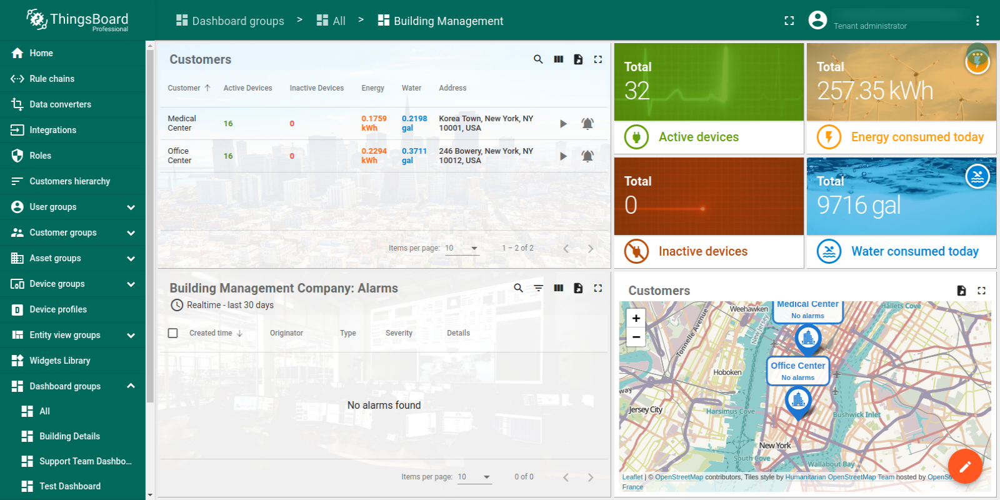 ThingsBoard
Professional
Dashboard groups > All > Building Management
Tenant administrator
Home
Rule chains
Data converters
Integrations
Roles
Customers hierarchy
User groups
Customer groups
Asset groups
Device groups
Device profiles
Entity view groups
Widgets Library
Dashboard groups
All
Building Details
Support Team Dashbo...
Test Dashboard
Customers
Customer Active Devices Inactive Devices Energy Water Address
Medical Center 16 0 0.1759 kWh 0.2198 gal Korea Town, New York, NY 10001, USA
Office Center 16 0 0.2294 kWh 0.3711 gal 246 Bowery, New York, NY 10012, USA
Items per page: 10 1 – 2 of 2
Total
32
Active devices
Total
257.35 kWh
Energy consumed today
Total
0
Inactive devices
Total
9716 gal
Water consumed today
Building Management Company: Alarms
Realtime - last 30 days
Created time Originator Type Severity Details
No alarms found
Items per page: 10 0 of 0
Customers
+
−
Medical Center
No alarms
Office Center
No alarms
Weehawken
Hallets Cove
Tonnelle Avenue
New Jersey
Hoboken
way
Jersey City
Harsimus Cove
Bushwick Inlet
New York
South Cove
Wallabout Bay
Leaflet | © OpenStreetMap contributors, Tiles style by Humanitarian OpenStreetMap Team hosted by OpenSt
France